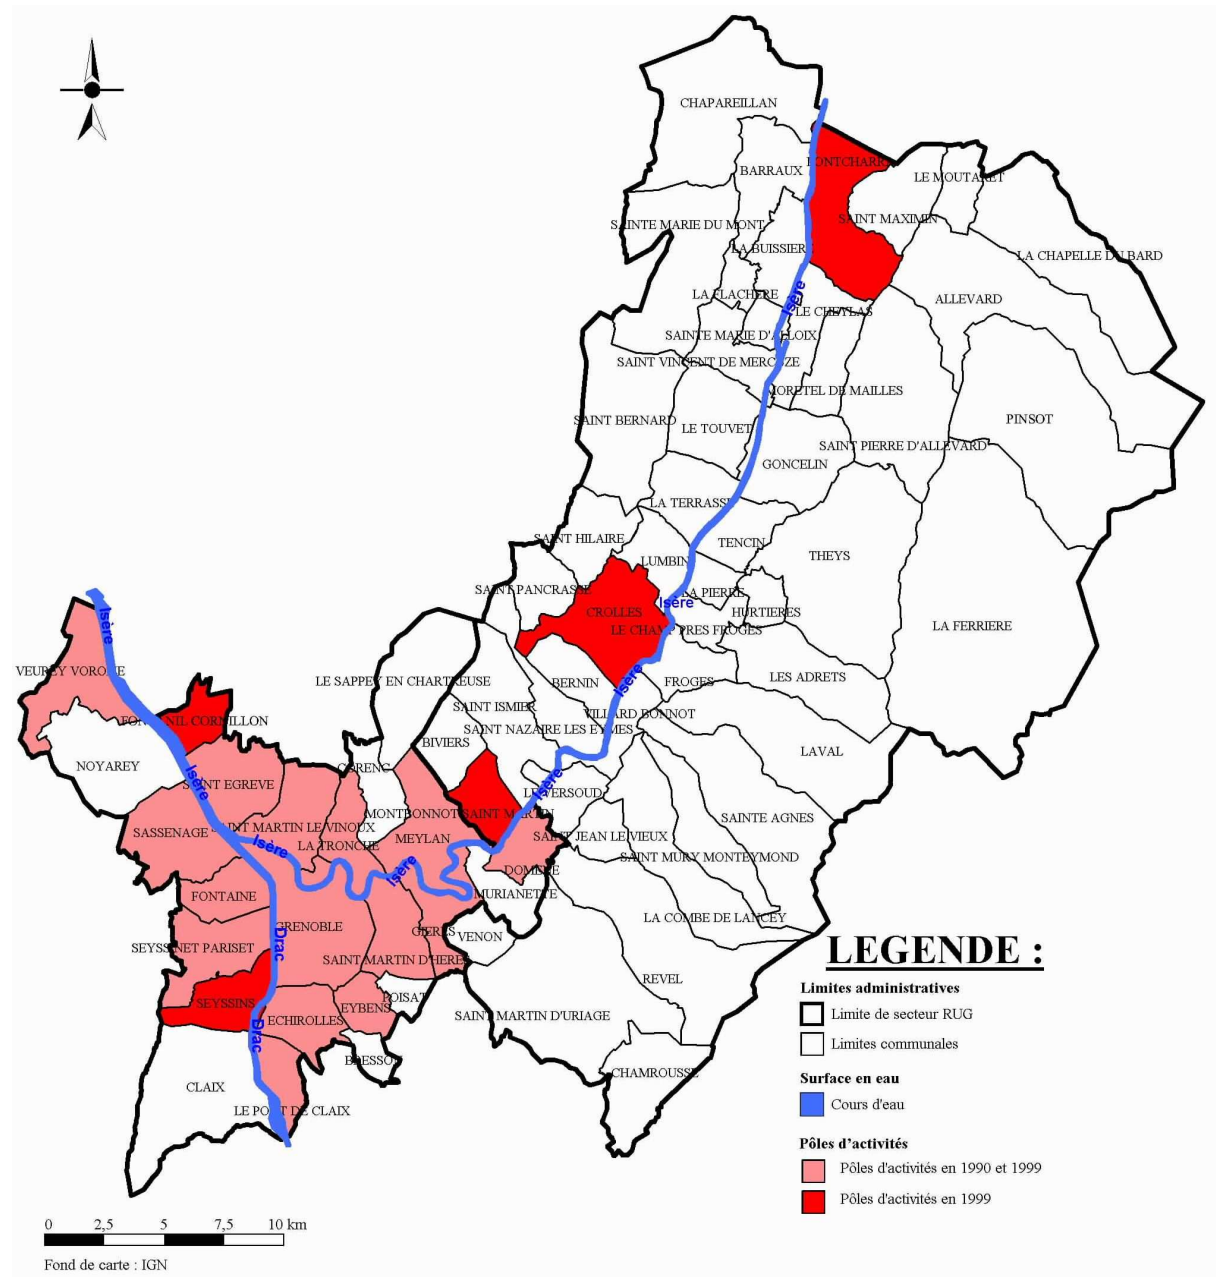 CHAPAREILLAN
PONTCHARRA
BARRAUX
LE MOUTARET
SAINT MAXIMIN
SAINTE MARIE DU MONT
LA BUISSIERE
LA CHAPELLE DU BARD
LA FLACHERE
Isère
ALLEVARD
LE CHEYLAS
SAINTE MARIE D'ALLOIX
SAINT VINCENT DE MERCUZE
MORETEL DE MAILLES
SAINT BERNARD
LE TOUVET
PINSOT
SAINT PIERRE D'ALLEVARD
GONCELIN
LA TERRASSE
SAINT HILAIRE
TENCIN
THEYS
LUMBIN
SAINT PANCRASSE
LA PIERRE
Isère
CROLLES
HURTIERES
Isère
LE CHAMP PRES FROGES
LA FERRIERE
VEUREY VOROIZE
LE SAPPEY EN CHARTREUSE
BERNIN
Isère
FROGES
LES ADRETS
SAINT ISMIER
VILLARD BONNOT
FONTANIL CORNILLON
SAINT NAZAIRE LES EYMES
BIVIERS
LAVAL
NOYAREY
CORENC
Isère
SAINT EGREVE
Isère
LE VERSOUD
MONTBONNOT SAINT MARTIN
SAINTE AGNES
SASSENAGE
SAINT MARTIN LE VINOUX
MEYLAN
SAINT JEAN LE VIEUX
Isère
LA TRONCHE
SAINT MURY MONTEYMOND
Isère
DOMENE
FONTAINE
MURIANETTE
LA COMBE DE LANCEY
GRENOBLE
GIERES
VENON
SEYSSINET PARISET
Drac
SAINT MARTIN D'HERES
REVEL
SEYSSINS
POISAT
EYBENS
SAINT MARTIN D'URIAGE
ECHIROLLES
Drac
BRESSON
CHAMROUSSE
CLAIX
LE PONT DE CLAIX
LEGENDE :
Limites administratives
Limite de secteur RUG
Limites communales
Surface en eau
Cours d'eau
Pôles d'activités
Pôles d'activités en 1990 et 1999
Pôles d'activités en 1999
0 2,5 5 7,5 10 km
Fond de carte : IGN